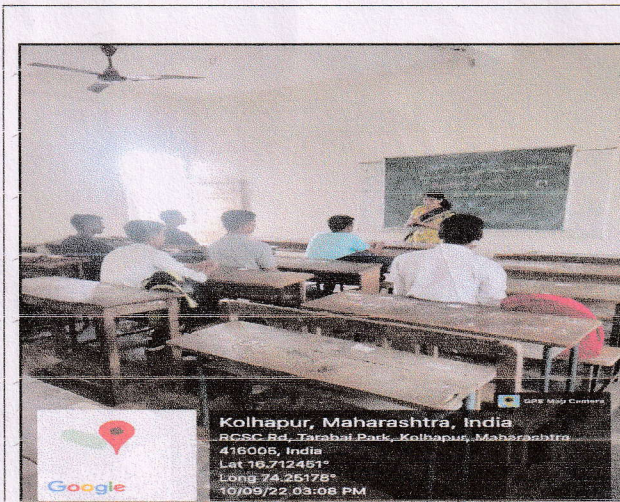 GPS Map Camera
Kolhapur, Maharashtra, India
RCSC Rd, Tarabai Park, Kolhapur, Maharashtra
416005, India
Lat 16.712451°
Long 74.25178°
10/09/22 03:08 PM
Google